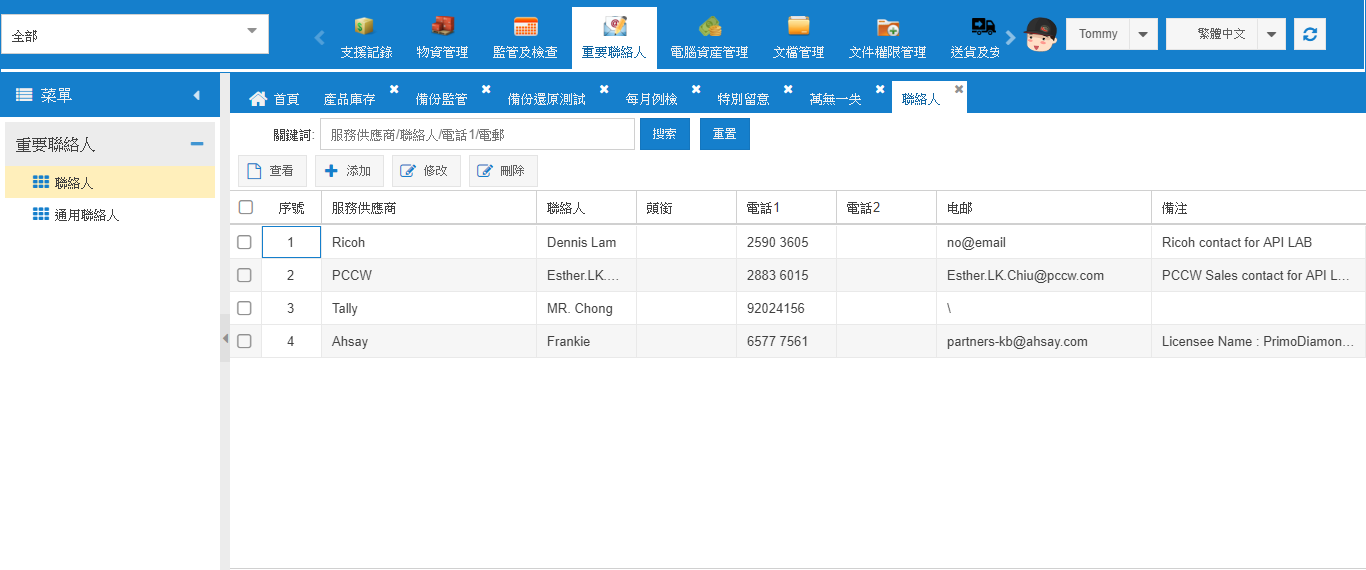 全部
支援記錄 物資管理 監管及檢查 重要聯絡人 電腦資産管理 文檔管理 文件權限管理 送貨及安
Tommy 繁體中文
菜單
首頁 產品庫存 備份監管 備份還原測試 每月例檢 特別留意 萬無一失 聯絡人
重要聯絡人
聯絡人
通用聯絡人
關鍵詞: 服務供應商/聯絡人/電話1/電郵 搜索 重置
查看 添加 修改 刪除
序號 服務供應商 聯絡人 頭銜 電話1 電話2 电邮 備注
1 Ricoh Dennis Lam 2590 3605 no@email Ricoh contact for API LAB
2 PCCW Esther.LK.... 2883 6015 Esther.LK.Chiu@pccw.com PCCW Sales contact for API L...
3 Tally MR. Chong 92024156 \
4 Ahsay Frankie 6577 7561 partners-kb@ahsay.com Licensee Name : PrimoDiamon...